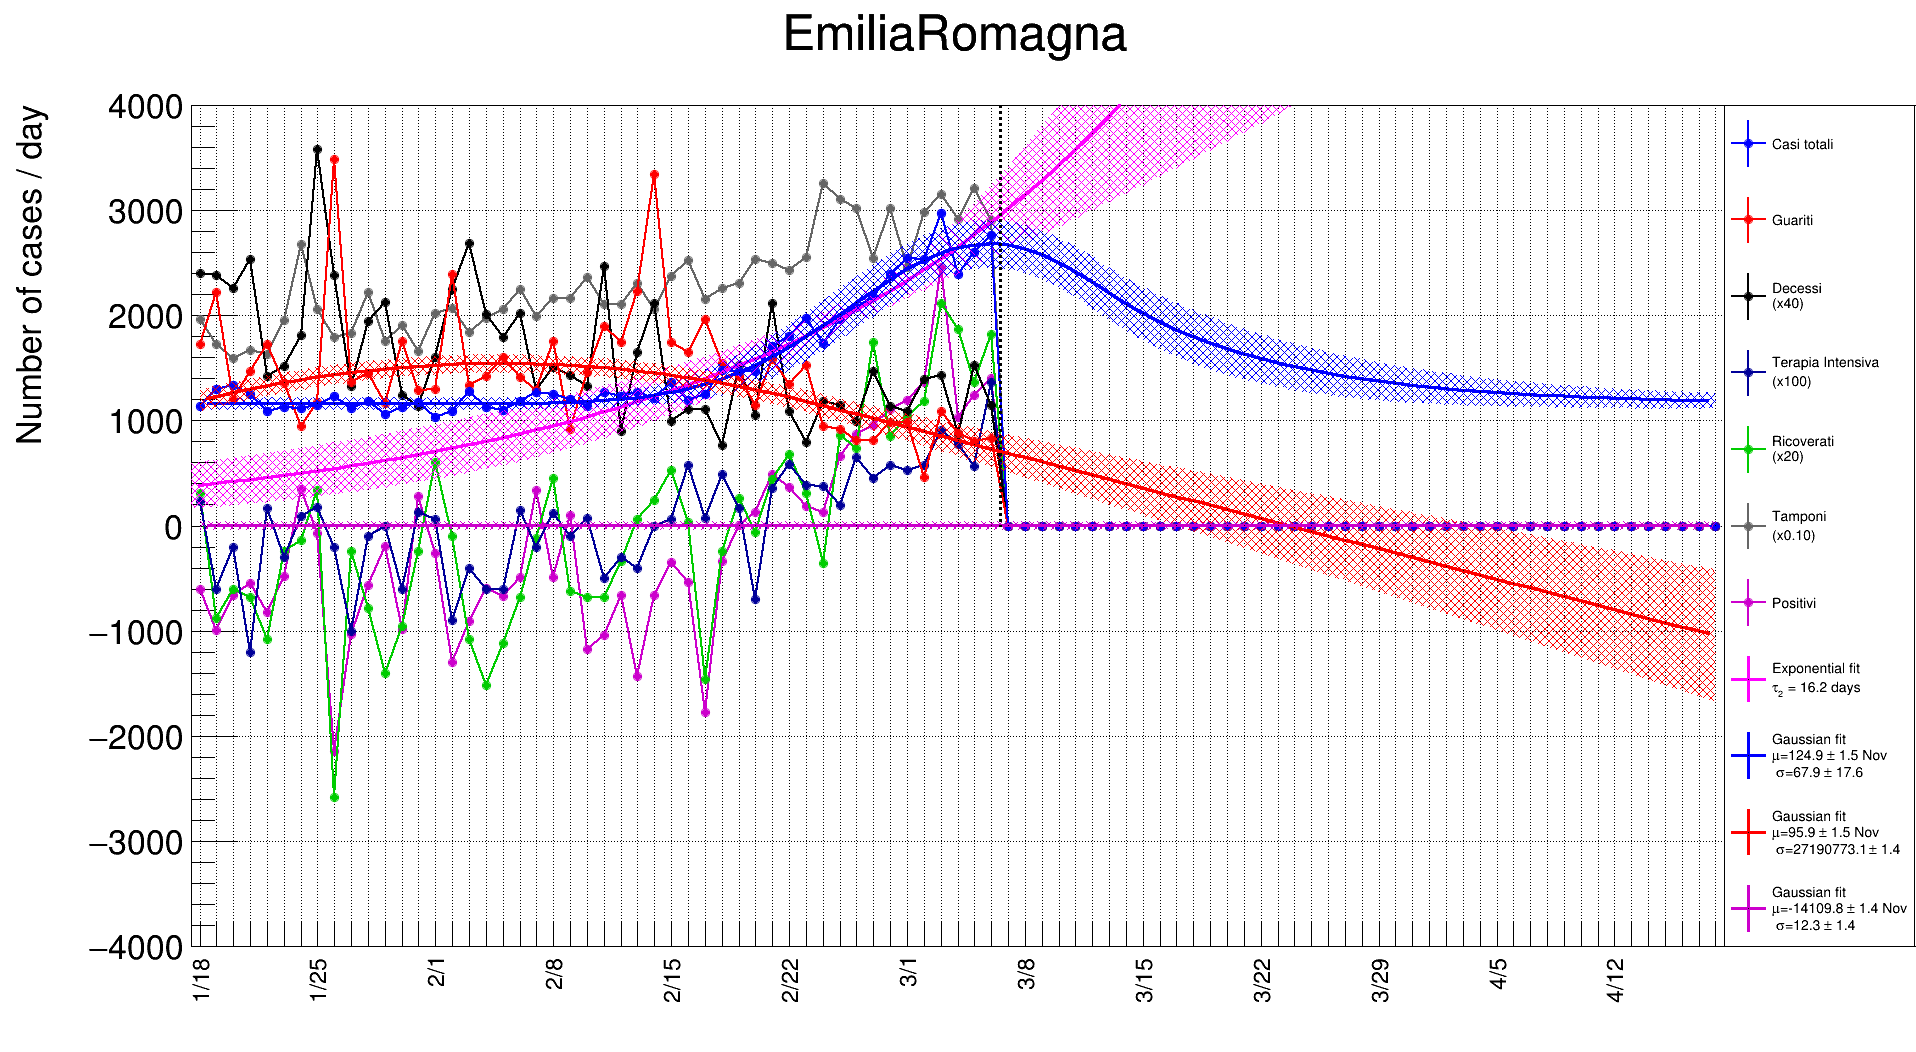 EmiliaRomagna
Number of cases / day
4000
3000
2000
1000
0
−1000
−2000
−3000
−4000
1/18
1/25
2/1
2/8
2/15
2/22
3/1
3/8
3/15
3/22
3/29
4/5
4/12
Casi totali
Guariti
Decessi
(x40)
Terapia Intensiva
(x100)
Ricoverati
(x20)
Tamponi
(x0.10)
Positivi
Exponential fit
τ2 = 16.2 days
Gaussian fit
μ=124.9 ± 1.5 Nov
σ=67.9 ± 17.6
Gaussian fit
μ=95.9 ± 1.5 Nov
σ=27190773.1 ± 1.4
Gaussian fit
μ=-14109.8 ± 1.4 Nov
σ=12.3 ± 1.4